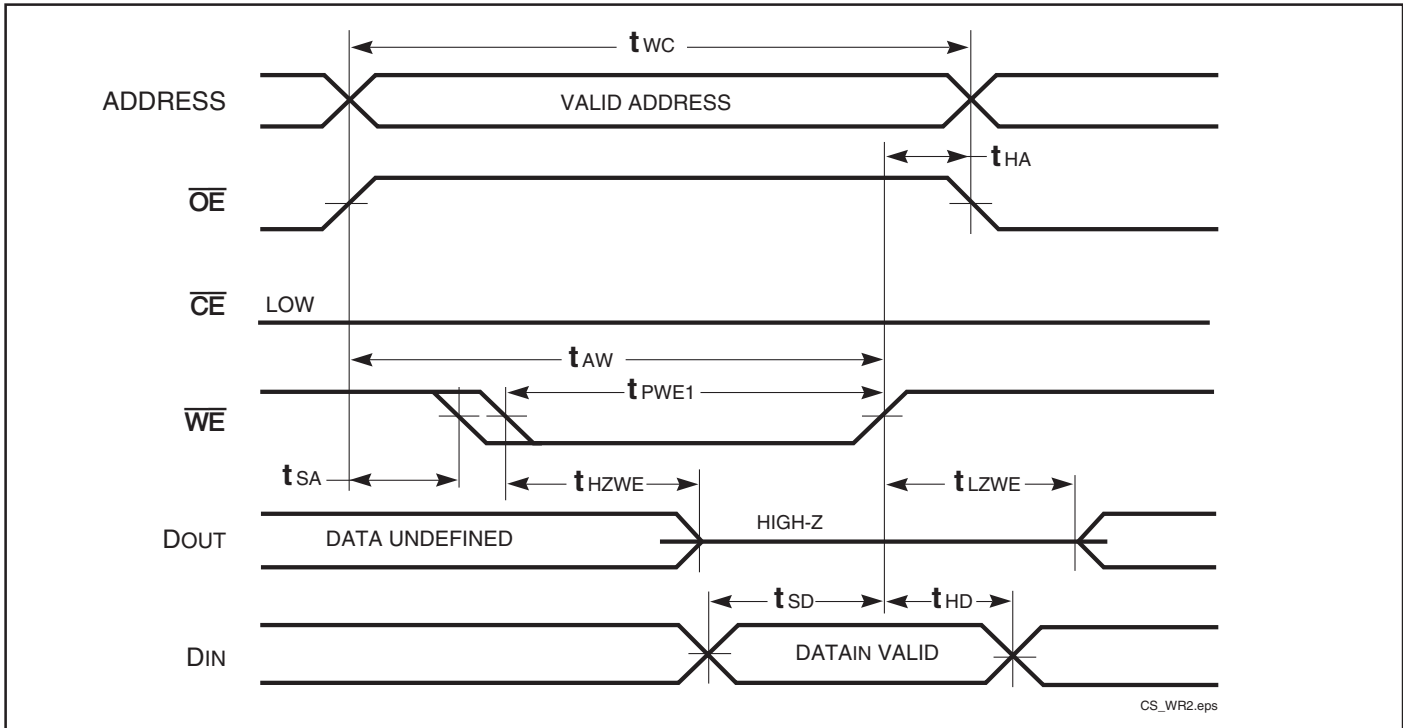 tWC
ADDRESS
VALID ADDRESS
tHA
OE
CE
LOW
tAW
tPWE1
WE
tSA
tHZWE
tLZWE
HIGH-Z
DOUT
DATA UNDEFINED
tSD
tHD
DIN
DATAIN VALID
CS_WR2.eps